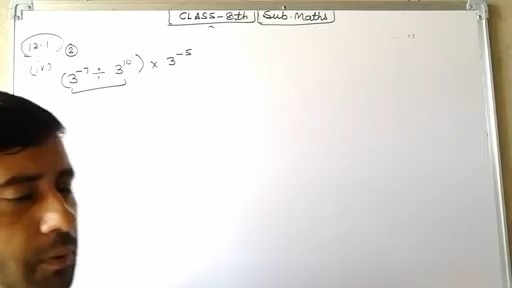 CLASS-8th Sub.Maths
12.1 ②
(iv) (3⁻⁷ ÷ 3¹⁰) × 3⁻⁵